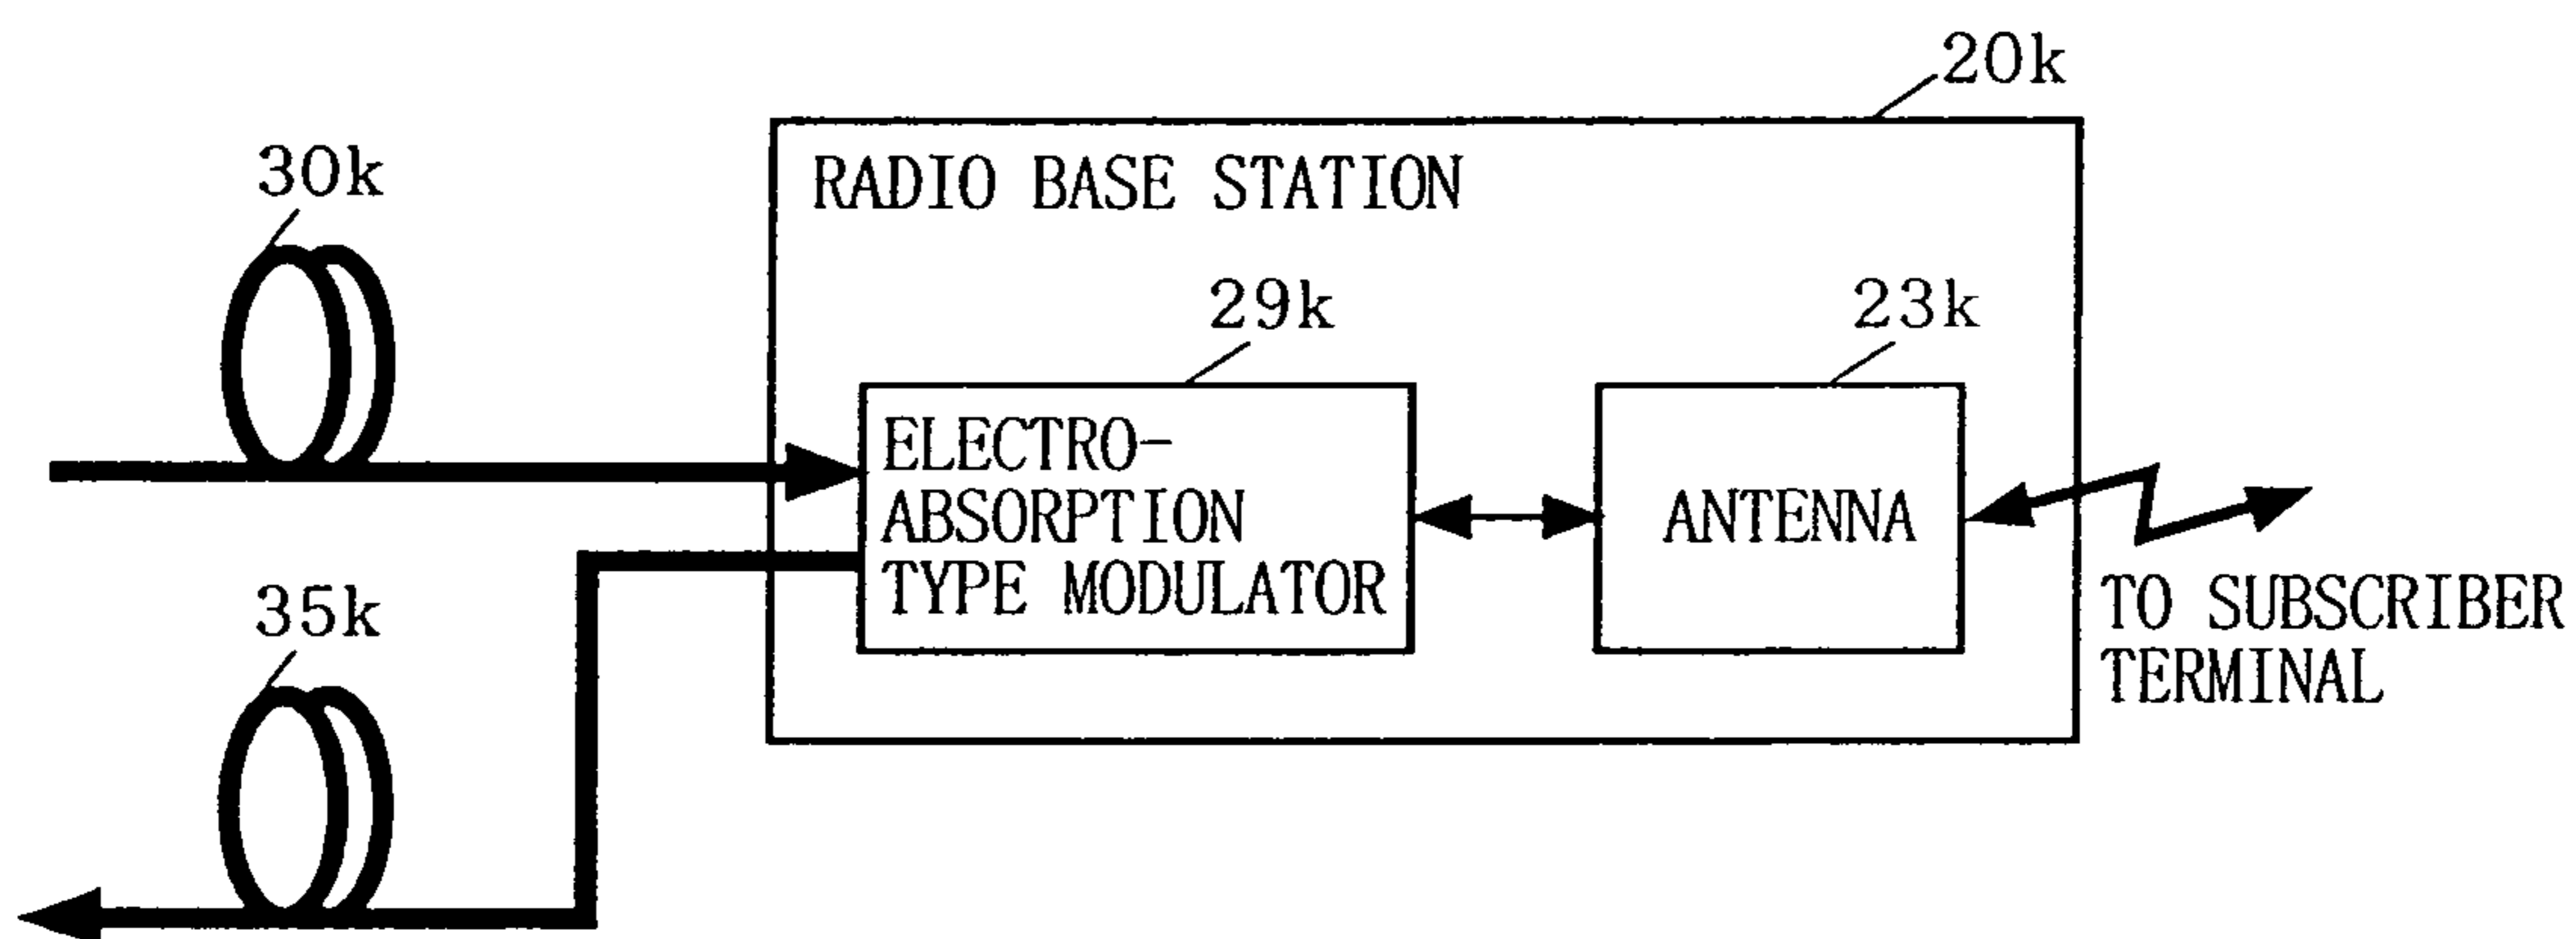 20k
30k
RADIO BASE STATION
29k
23k
ELECTRO-
ABSORPTION
TYPE MODULATOR
ANTENNA
35k
TO SUBSCRIBER
TERMINAL